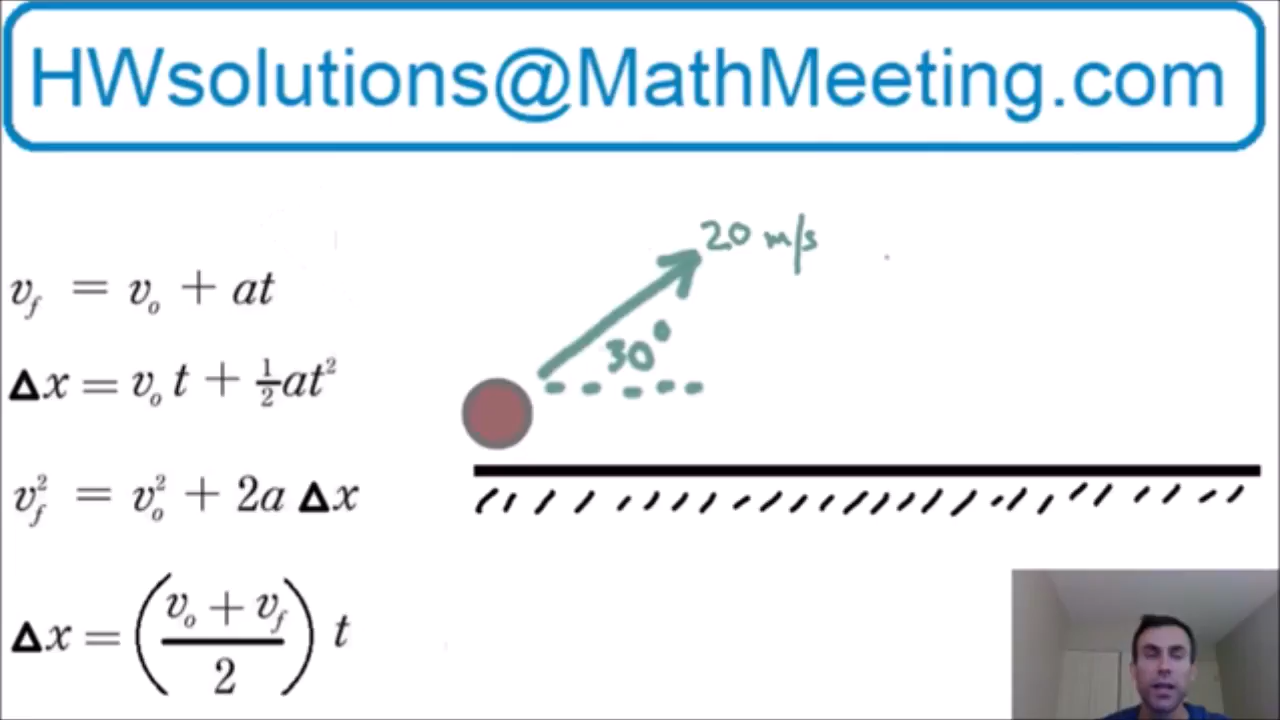 HWsolutions@MathMeeting.com
v_f = v_o + at
Δx = v_o t + ½at²
v_f² = v_o² + 2a Δx
Δx = ((v_o + v_f)/2) t
20 m/s
30°